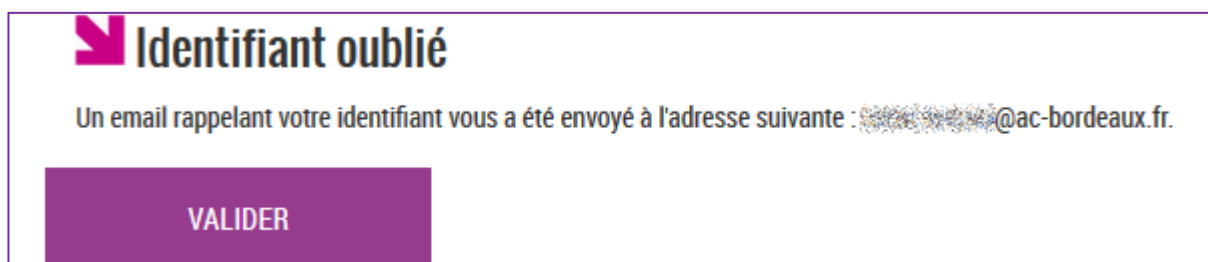 Identifiant oublié
Un email rappelant votre identifiant vous a été envoyé à l'adresse suivante : @ac-bordeaux.fr.
VALIDER